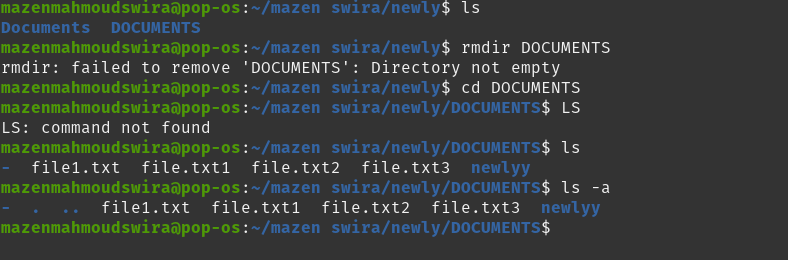 mazenmahmoudswira@pop-os:~/mazen swira/newly$ ls
Documents  DOCUMENTS
mazenmahmoudswira@pop-os:~/mazen swira/newly$ rmdir DOCUMENTS
rmdir: failed to remove 'DOCUMENTS': Directory not empty
mazenmahmoudswira@pop-os:~/mazen swira/newly$ cd DOCUMENTS
mazenmahmoudswira@pop-os:~/mazen swira/newly/DOCUMENTS$ LS
LS: command not found
mazenmahmoudswira@pop-os:~/mazen swira/newly/DOCUMENTS$ ls
-  file1.txt  file.txt1  file.txt2  file.txt3  newlyy
mazenmahmoudswira@pop-os:~/mazen swira/newly/DOCUMENTS$ ls -a
-  .  ..  file1.txt  file.txt1  file.txt2  file.txt3  newlyy
mazenmahmoudswira@pop-os:~/mazen swira/newly/DOCUMENTS$